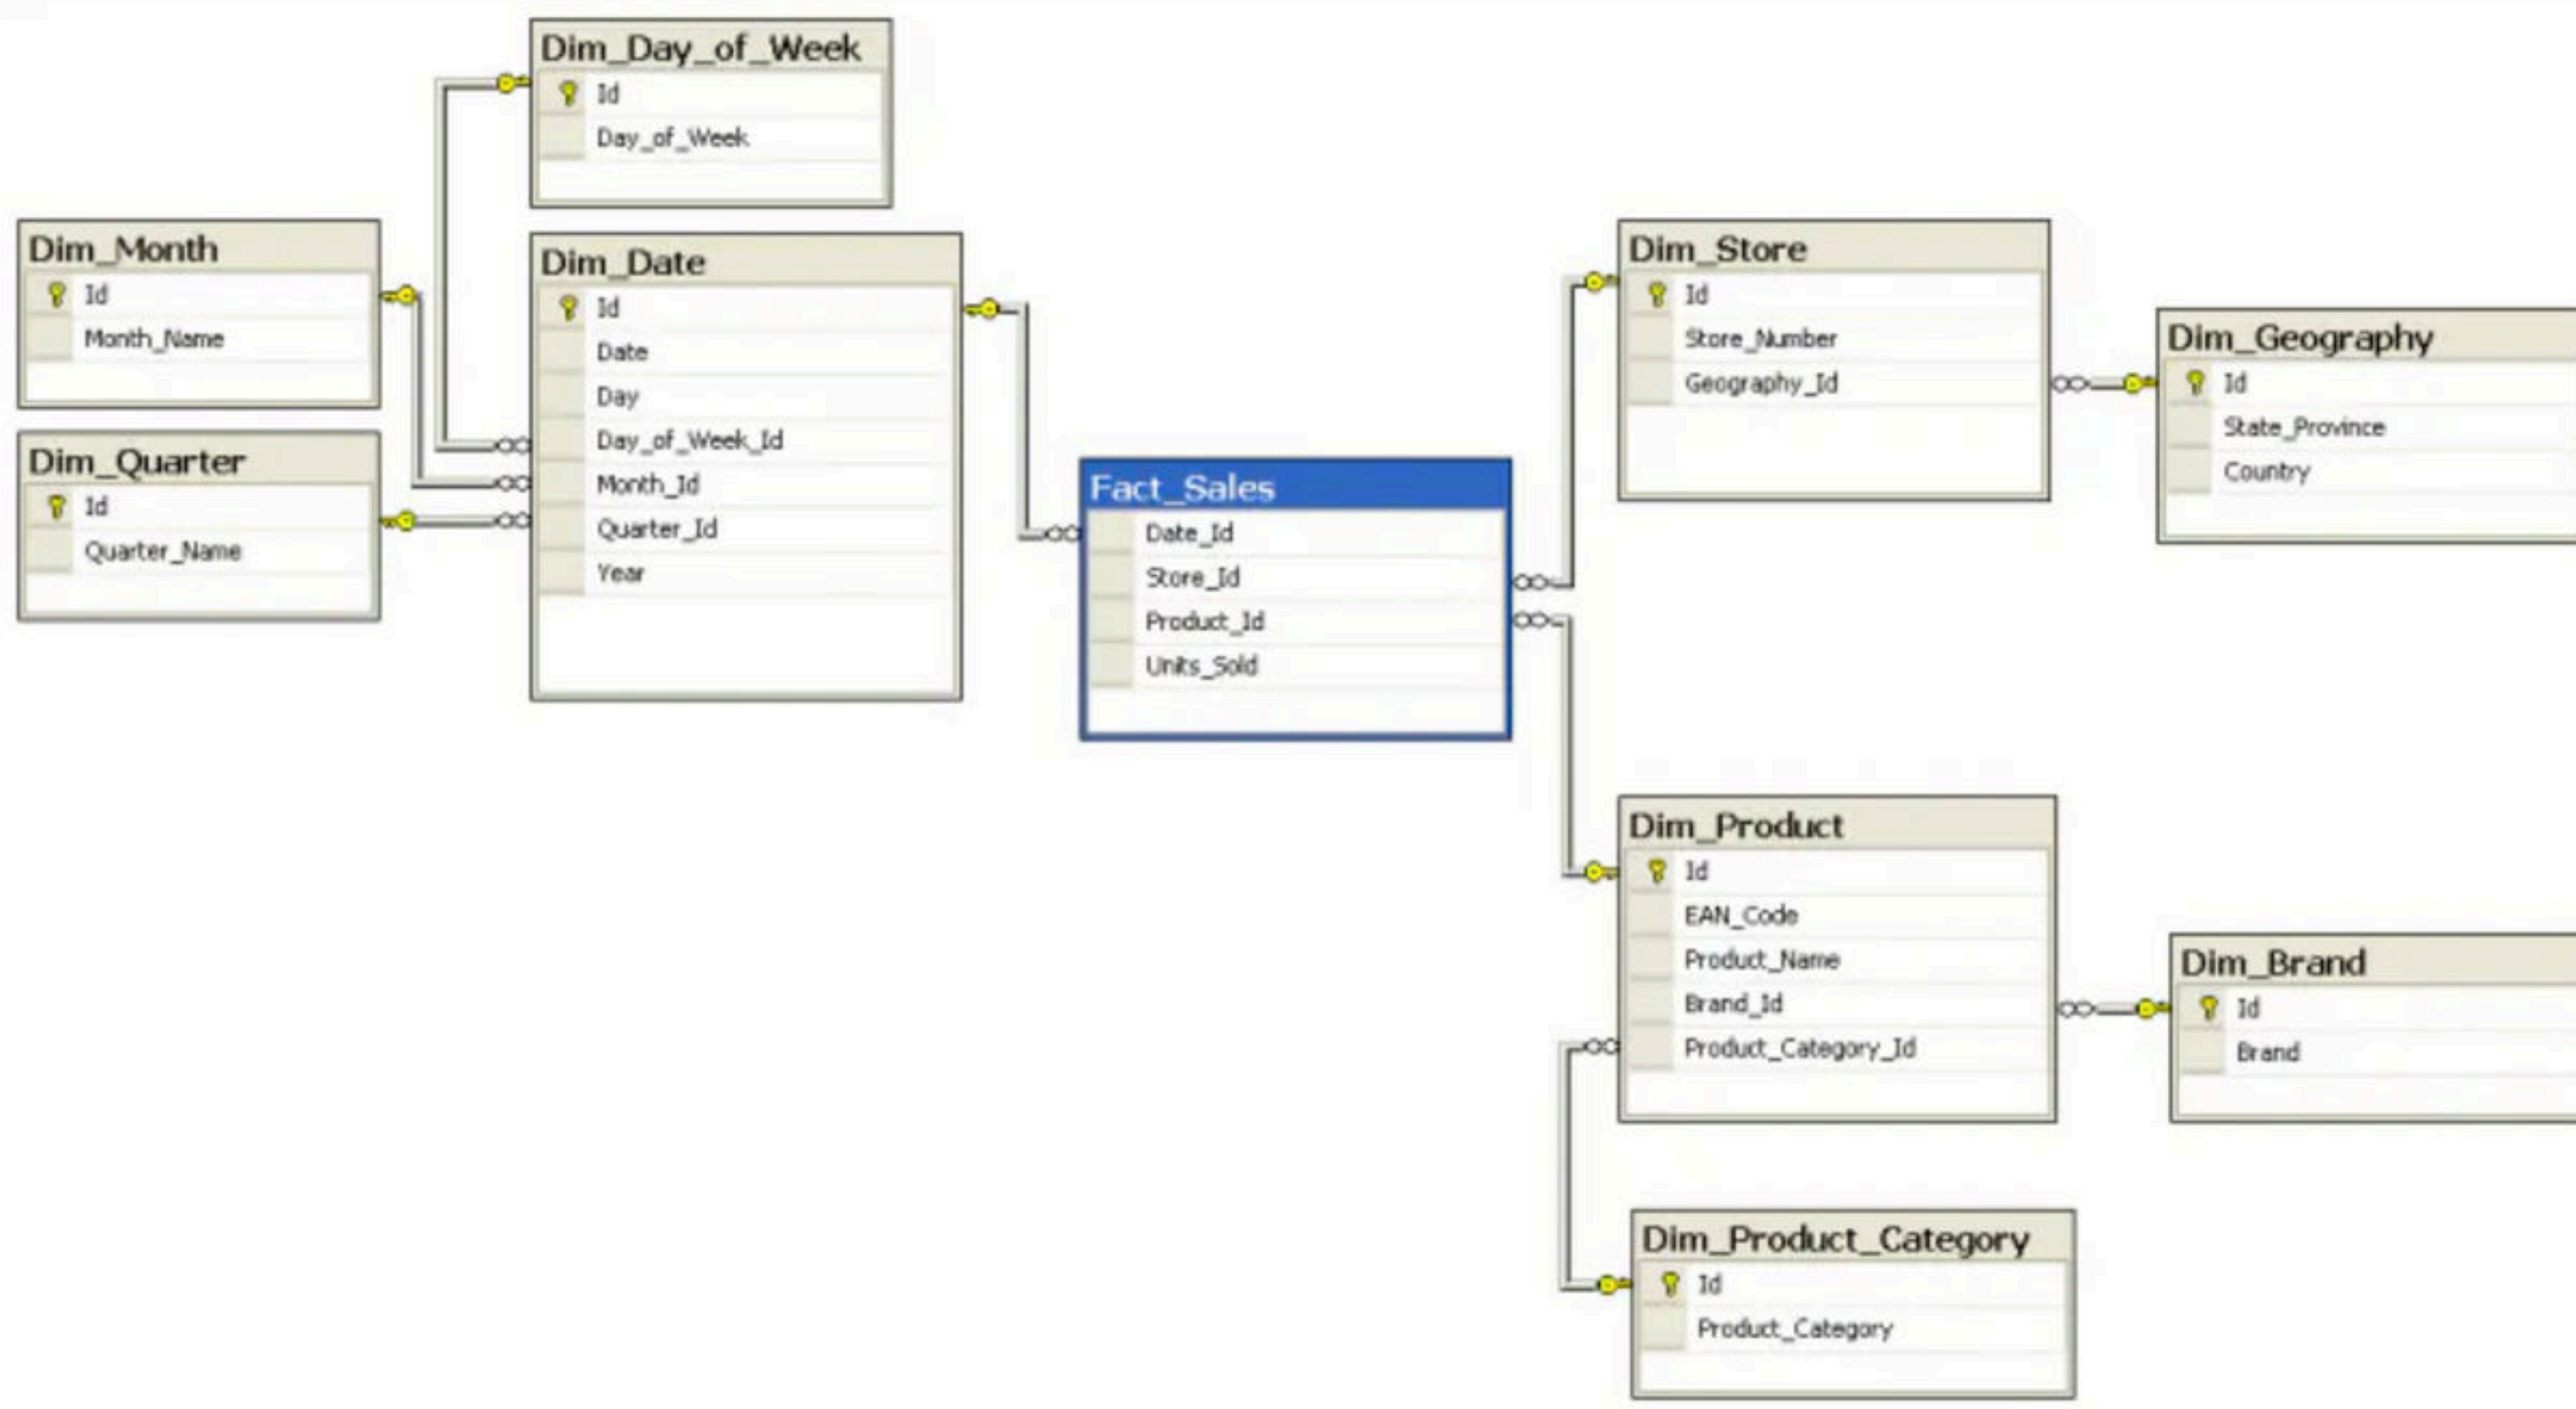 Dim_Day_of_Week
Id
Day_of_Week
Dim_Month
Id
Month_Name
Dim_Quarter
Id
Quarter_Name
Dim_Date
Id
Date
Day
Day_of_Week_Id
Month_Id
Quarter_Id
Year
Fact_Sales
Date_Id
Store_Id
Product_Id
Units_Sold
Dim_Store
Id
Store_Number
Geography_Id
Dim_Geography
Id
State_Province
Country
Dim_Product
Id
EAN_Code
Product_Name
Brand_Id
Product_Category_Id
Dim_Brand
Id
Brand
Dim_Product_Category
Id
Product_Category